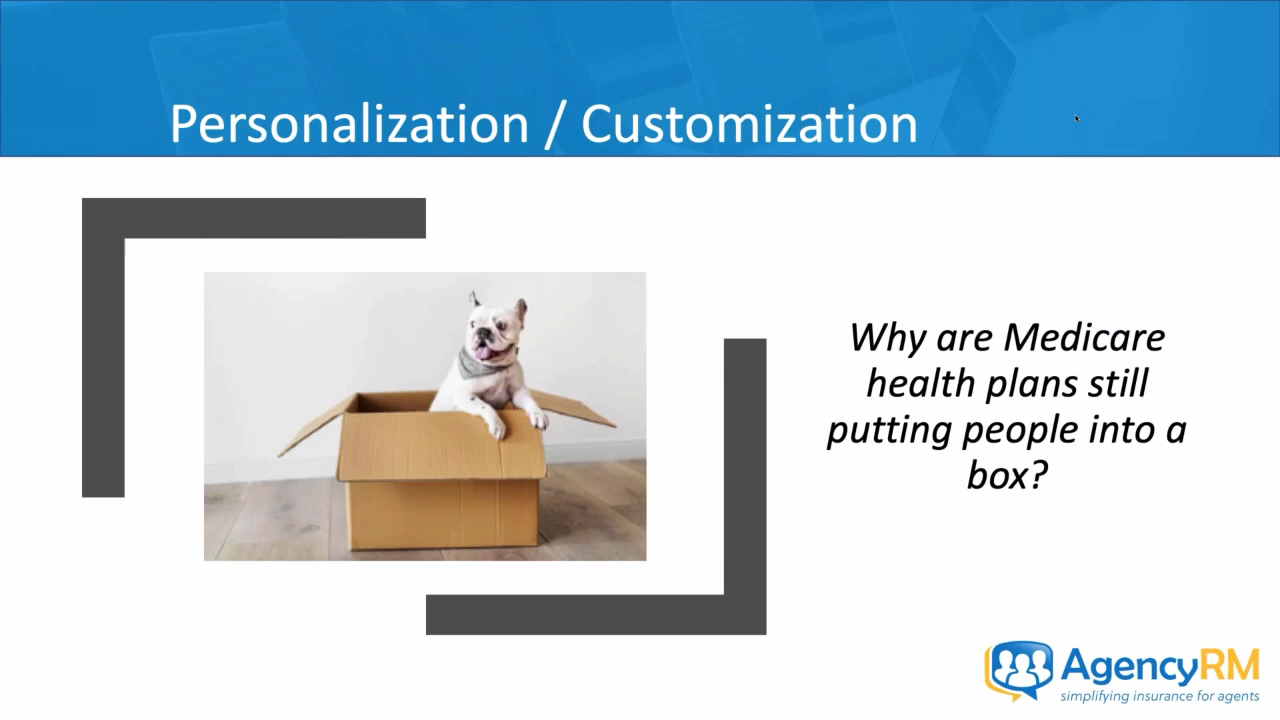 Personalization / Customization
Why are Medicare
health plans still
putting people into a
box?
AgencyRM
simplifying insurance for agents